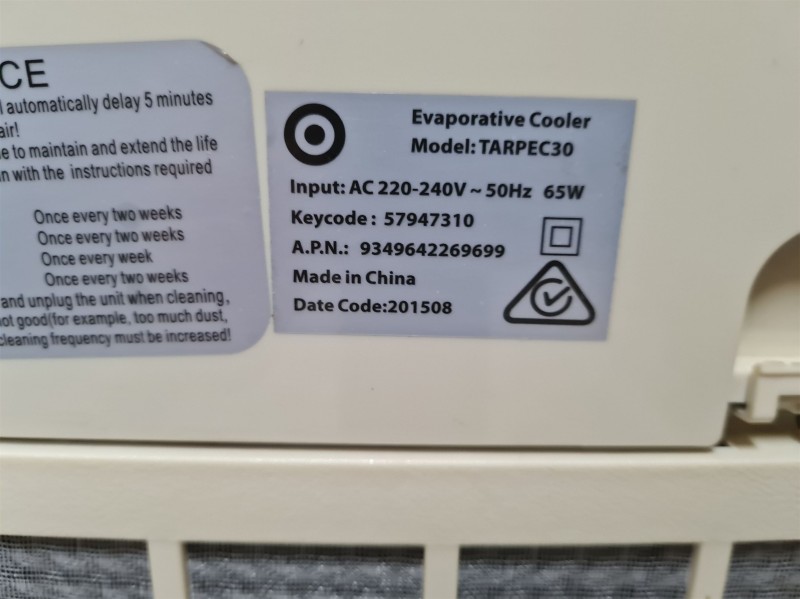 CE
automatically delay 5 minutes
air!
to maintain and extend the life
with the instructions required
Once every two weeks
Once every two weeks
Once every week
Once every two weeks
and unplug the unit when cleaning,
not good(for example, too much dust,
cleaning frequency must be increased!
Evaporative Cooler
Model: TARPEC30
Input: AC 220-240V ~ 50Hz 65W
Keycode : 57947310
A.P.N.: 9349642269699
Made in China
Date Code:201508